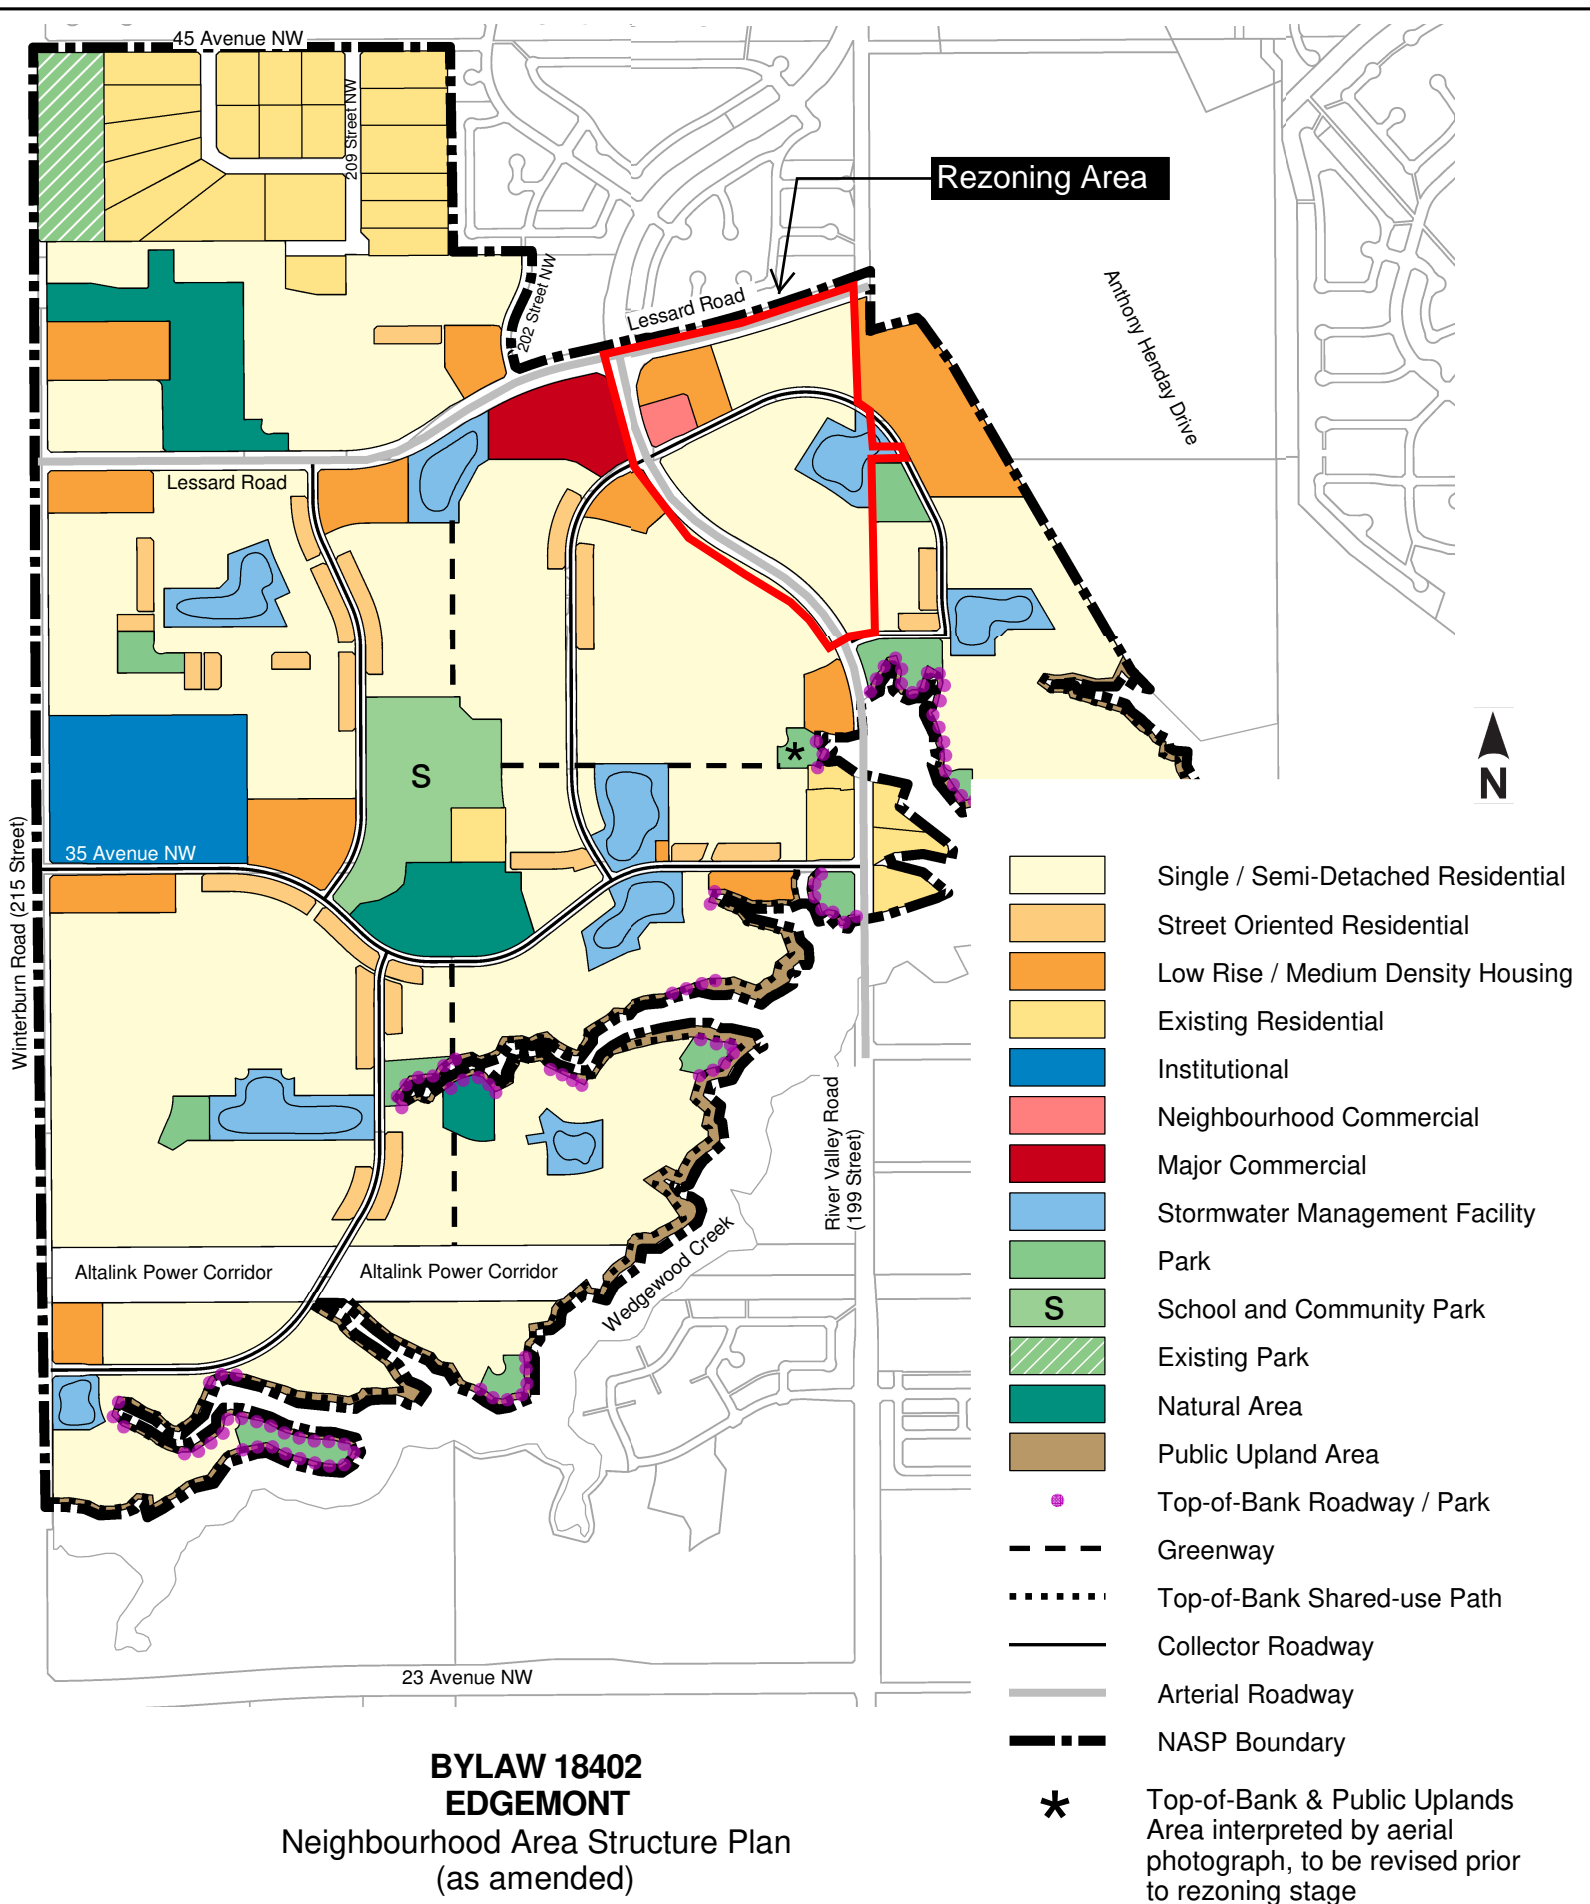 45 Avenue NW
209 Street NW
Rezoning Area
202 Street NW
Lessard Road
Anthony Henday Drive
Lessard Road
S
*
N
35 Avenue NW
Winterburn Road (215 Street)
River Valley Road
(199 Street)
Wedgewood Creek
Altalink Power Corridor
Altalink Power Corridor
23 Avenue NW
Single / Semi-Detached Residential
Street Oriented Residential
Low Rise / Medium Density Housing
Existing Residential
Institutional
Neighbourhood Commercial
Major Commercial
Stormwater Management Facility
Park
S School and Community Park
Existing Park
Natural Area
Public Upland Area
Top-of-Bank Roadway / Park
Greenway
Top-of-Bank Shared-use Path
Collector Roadway
Arterial Roadway
NASP Boundary
* Top-of-Bank & Public Uplands
Area interpreted by aerial
photograph, to be revised prior
to rezoning stage
BYLAW 18402
EDGEMONT
Neighbourhood Area Structure Plan
(as amended)